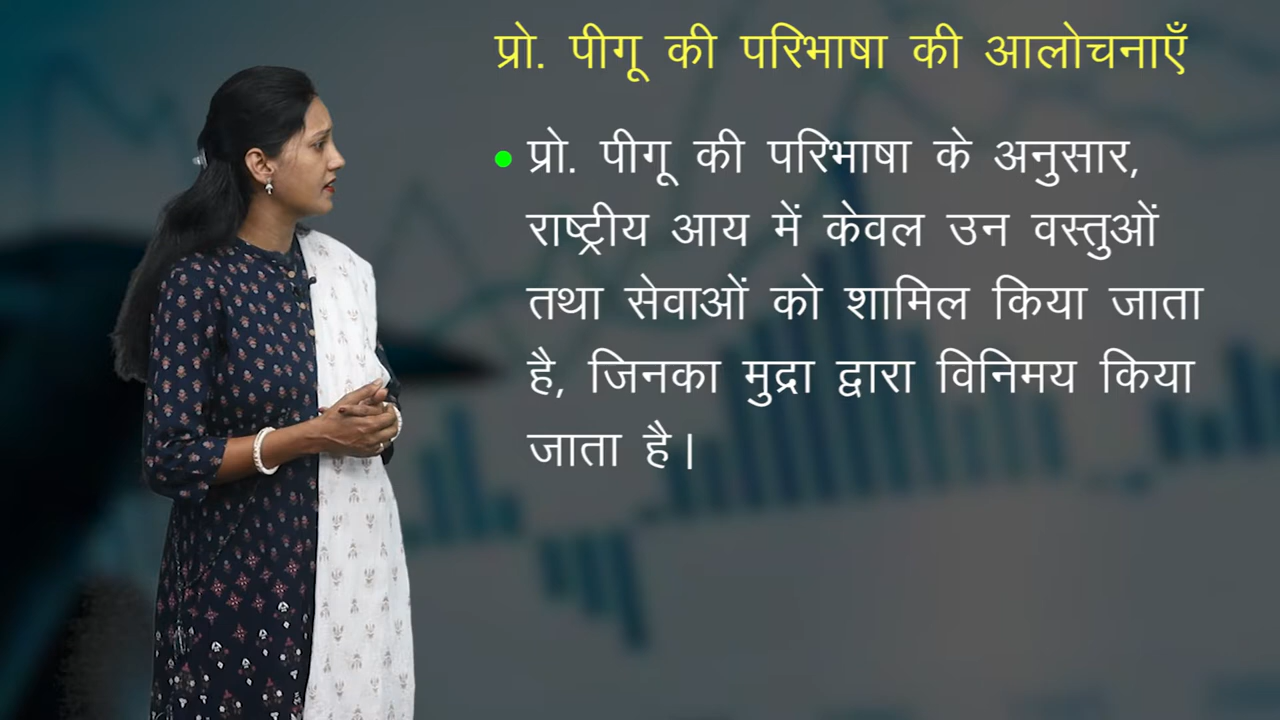 प्रो. पीगू की परिभाषा की आलोचनाएँ
प्रो. पीगू की परिभाषा के अनुसार,
राष्ट्रीय आय में केवल उन वस्तुओं
तथा सेवाओं को शामिल किया जाता
है, जिनका मुद्रा द्वारा विनिमय किया
जाता है।